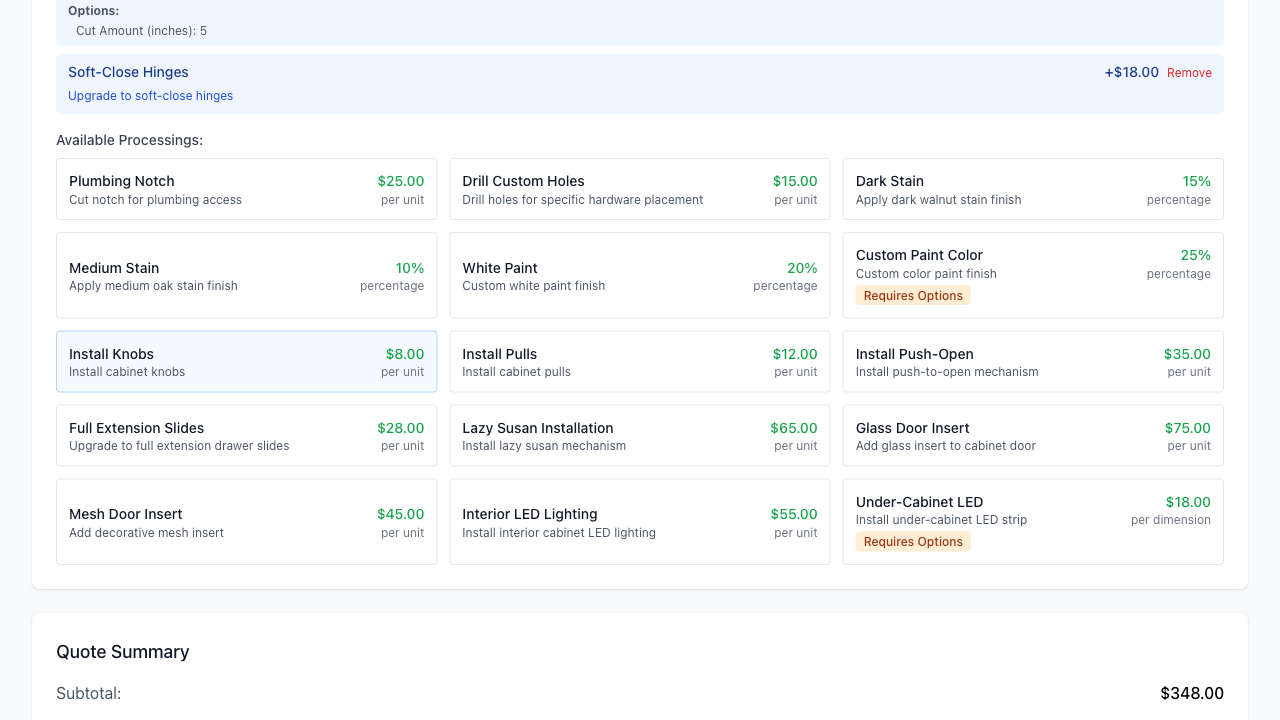 Options:
Cut Amount (inches): 5
Soft-Close Hinges +$18.00 Remove
Upgrade to soft-close hinges
Available Processings:
Plumbing Notch $25.00
Cut notch for plumbing access per unit
Drill Custom Holes $15.00
Drill holes for specific hardware placement per unit
Dark Stain 15%
Apply dark walnut stain finish percentage
Medium Stain 10%
Apply medium oak stain finish percentage
White Paint 20%
Custom white paint finish percentage
Custom Paint Color 25%
Custom color paint finish percentage
Requires Options
Install Knobs $8.00
Install cabinet knobs per unit
Install Pulls $12.00
Install cabinet pulls per unit
Install Push-Open $35.00
Install push-to-open mechanism per unit
Full Extension Slides $28.00
Upgrade to full extension drawer slides per unit
Lazy Susan Installation $65.00
Install lazy susan mechanism per unit
Glass Door Insert $75.00
Add glass insert to cabinet door per unit
Mesh Door Insert $45.00
Add decorative mesh insert per unit
Interior LED Lighting $55.00
Install interior cabinet LED lighting per unit
Under-Cabinet LED $18.00
Install under-cabinet LED strip per dimension
Requires Options
Quote Summary
Subtotal: $348.00